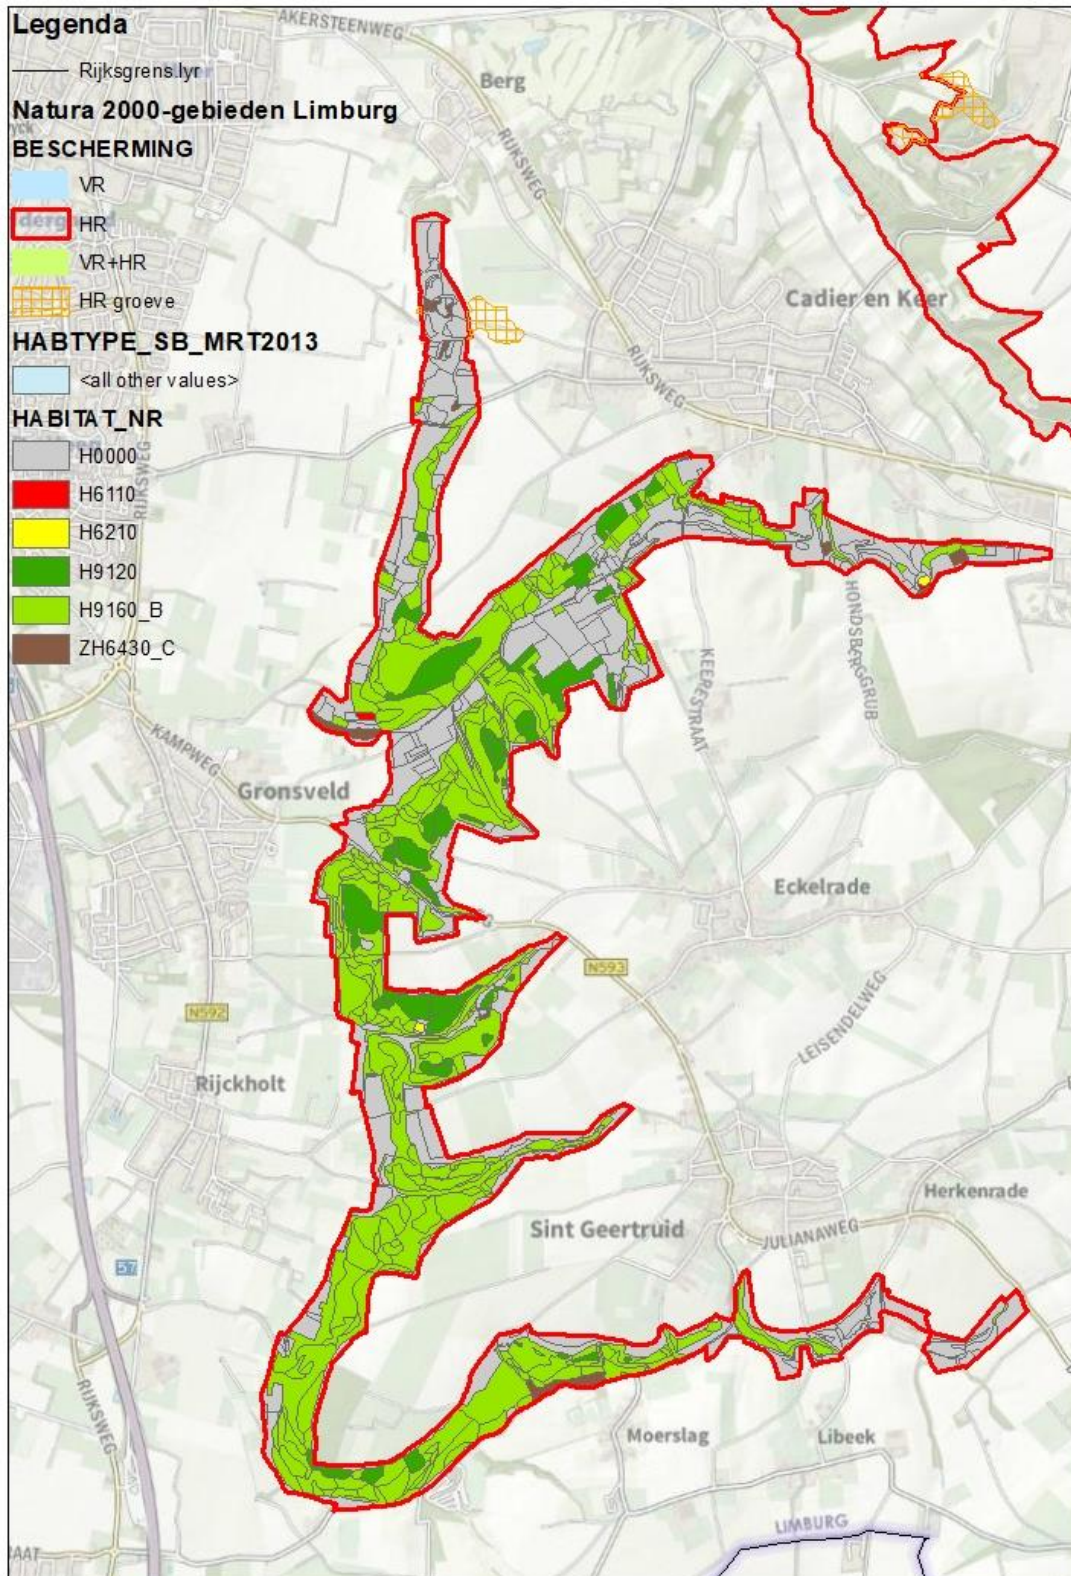 Legenda
Rijksgrens.lyr
Natura 2000-gebieden Limburg
BESCHERMING
VR
HR
VR+HR
HR groeve
HABTYPE_SB_MRT2013
<all other values>
HABITAT_NR
H0000
H6110
H6210
H9120
H9160_B
ZH6430_C
AKERSTEENWEG
Berg
RIJKSWEG
Cadier en Keer
RIJKSWEG
RIJKSWEG
HONDSBERGGRUB
KEERESTRAAT
KAMPWEG
Gronsveld
Eckelrade
N593
N592
LEISENDELWEG
Rijckholt
Herkenrade
Sint Geertruid
JULIANAWEG
57
RIJKSWEG
Moerslag
Libeek
LIMBURG